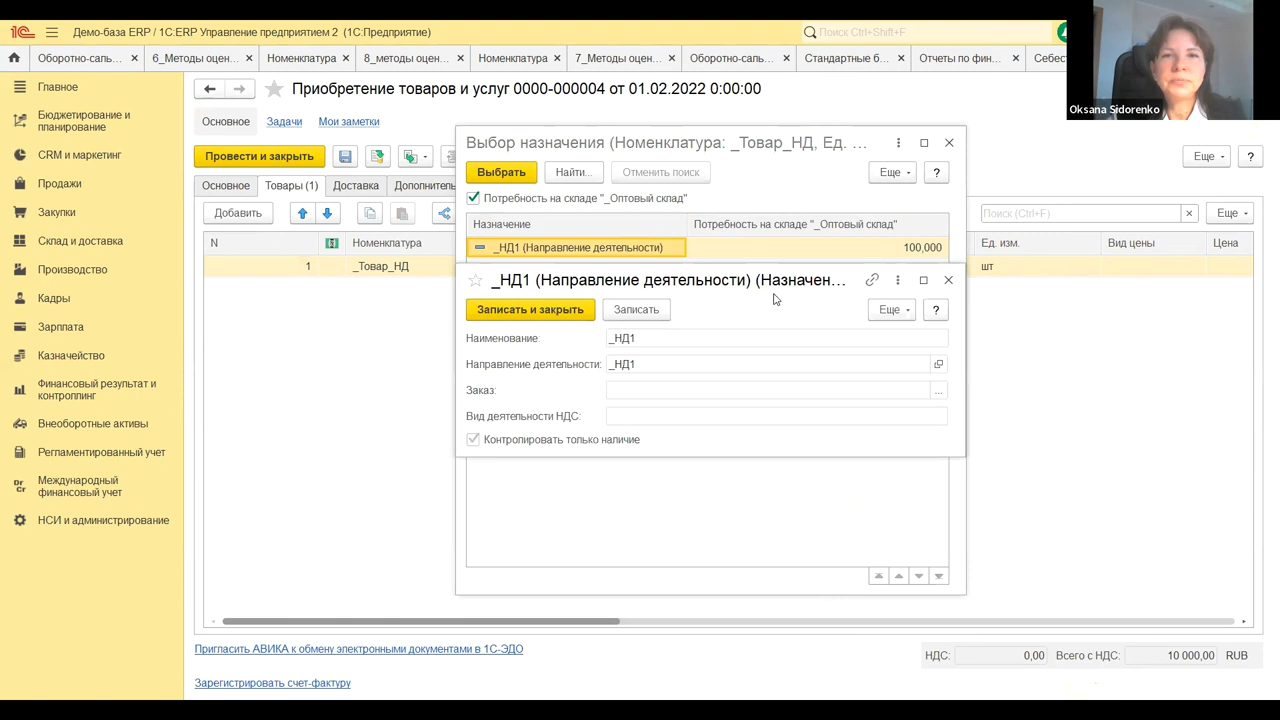 Демо-база ERP / 1С:ERP Управление предприятием 2 (1С:Предприятие)
Поиск Ctrl+Shift+F
Оборотно-саль...
6_Методы оцен...
Номенклатура
8_методы оцен...
Номенклатура
7_Методы оцен...
Оборотно-саль...
Стандартные б...
Отчеты по фин...
Себес
Oksana Sidorenko
Главное
Бюджетирование и
планирование
CRM и маркетинг
Продажи
Закупки
Склад и доставка
Производство
Кадры
Зарплата
Казначейство
Финансовый результат и
контроллинг
Внеоборотные активы
Регламентированный учет
Международный
финансовый учет
НСИ и администрирование
Приобретение товаров и услуг 0000-000004 от 01.02.2022 0:00:00
Основное
Задачи
Мои заметки
Провести и закрыть
Еще
?
Основное
Товары (1)
Доставка
Дополнитель
Добавить
Поиск (Ctrl+F)
Еще
N
Номенклатура
Ед. изм.
Вид цены
Цена
1
_Товар_НД
шт
Выбор назначения (Номенклатура: _Товар_НД, Ед. ...
Выбрать
Найти...
Отменить поиск
Еще
?
Потребность на складе "_Оптовый склад"
Назначение
Потребность на складе "_Оптовый склад"
_НД1 (Направление деятельности)
100,000
_НД1 (Направление деятельности) (Назначен...
Записать и закрыть
Записать
Еще
?
Наименование:
_НД1
Направление деятельности:
_НД1
Заказ:
...
Вид деятельности НДС:
Контролировать только наличие
Пригласить АВИКА к обмену электронными документами в 1С-ЭДО
НДС:
0,00
Всего с НДС:
10 000,00
RUB
Зарегистрировать счет-фактуру